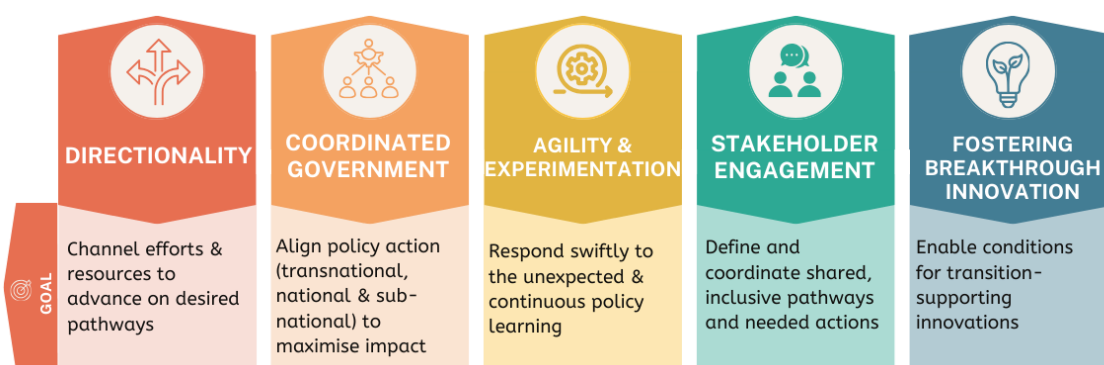 DIRECTIONALITY
COORDINATED
GOVERNMENT
AGILITY &
EXPERIMENTATION
STAKEHOLDER
ENGAGEMENT
FOSTERING
BREAKTHROUGH
INNOVATION
GOAL
Channel efforts &
resources to
advance on desired
pathways
Align policy action
(transnational,
national & sub-
national) to
maximise impact
Respond swiftly to
the unexpected &
continuous policy
learning
Define and
coordinate shared,
inclusive pathways
and needed actions
Enable conditions
for transition-
supporting
innovations